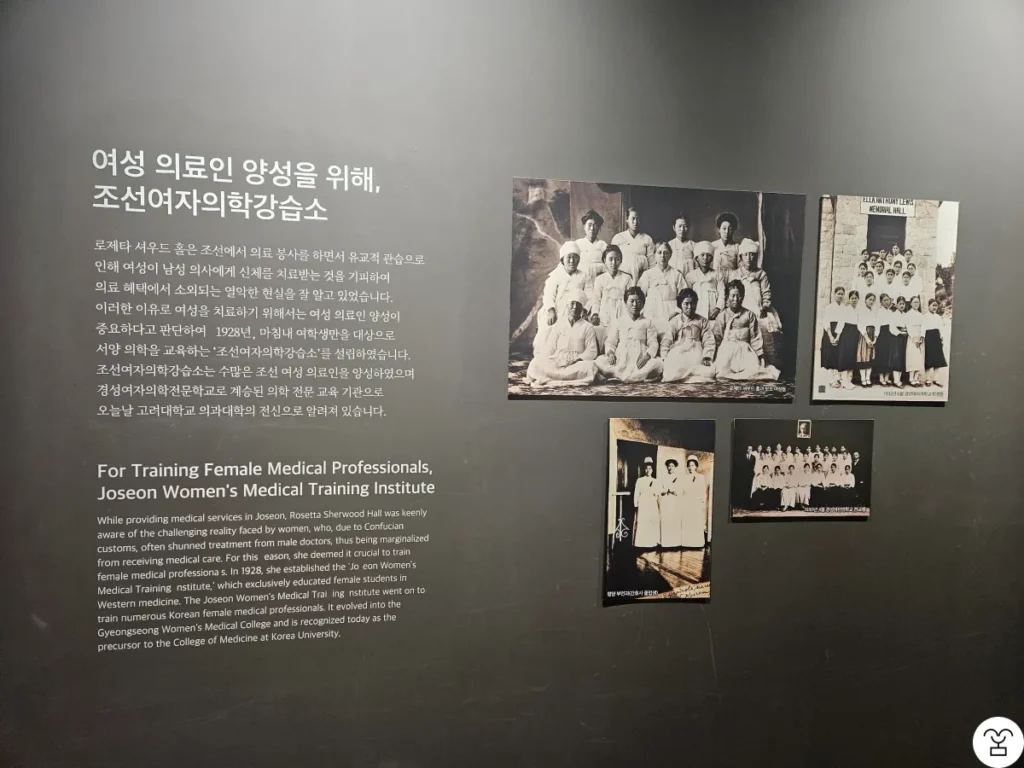 여성 의료인 양성을 위해,
조선여자의학강습소
로제타 셔우드 홀은 조선에서 의료 봉사를 하면서 유교적 관습으로
인해 여성이 남성 의사에게 신체를 치료받는 것을 기피하여
의료 혜택에서 소외되는 열악한 현실을 잘 알고 있었습니다.
이러한 이유로 여성을 치료하기 위해서는 여성 의료인 양성이
중요하다고 판단하여 1928년, 마침내 여학생만을 대상으로
서양 의학을 교육하는 '조선여자의학강습소'를 설립하였습니다.
조선여자의학강습소는 수많은 조선 여성 의료인을 양성하였으며
경성여자의학전문학교로 계승된 의학 전문 교육 기관으로
오늘날 고려대학교 의과대학의 전신으로 알려져 있습니다.
For Training Female Medical Professionals,
Joseon Women's Medical Training Institute
While providing medical services in Joseon, Rosetta Sherwood Hall was keenly
aware of the challenging reality faced by women, who, due to Confucian
customs, often shunned treatment from male doctors, thus being marginalized
from receiving medical care. For this eason, she deemed it crucial to train
female medical professiona s. In 1928, she established the 'Jo eon Women's
Medical Training nstitute,' which exclusively educated female students in
Western medicine. The Joseon Women's Medical Trai ing nstitute went on to
train numerous Korean female medical professionals. It evolved into the
Gyeongseong Women's Medical College and is recognized today as the
precursor to the College of Medicine at Korea University.
MEMORIAL HALL